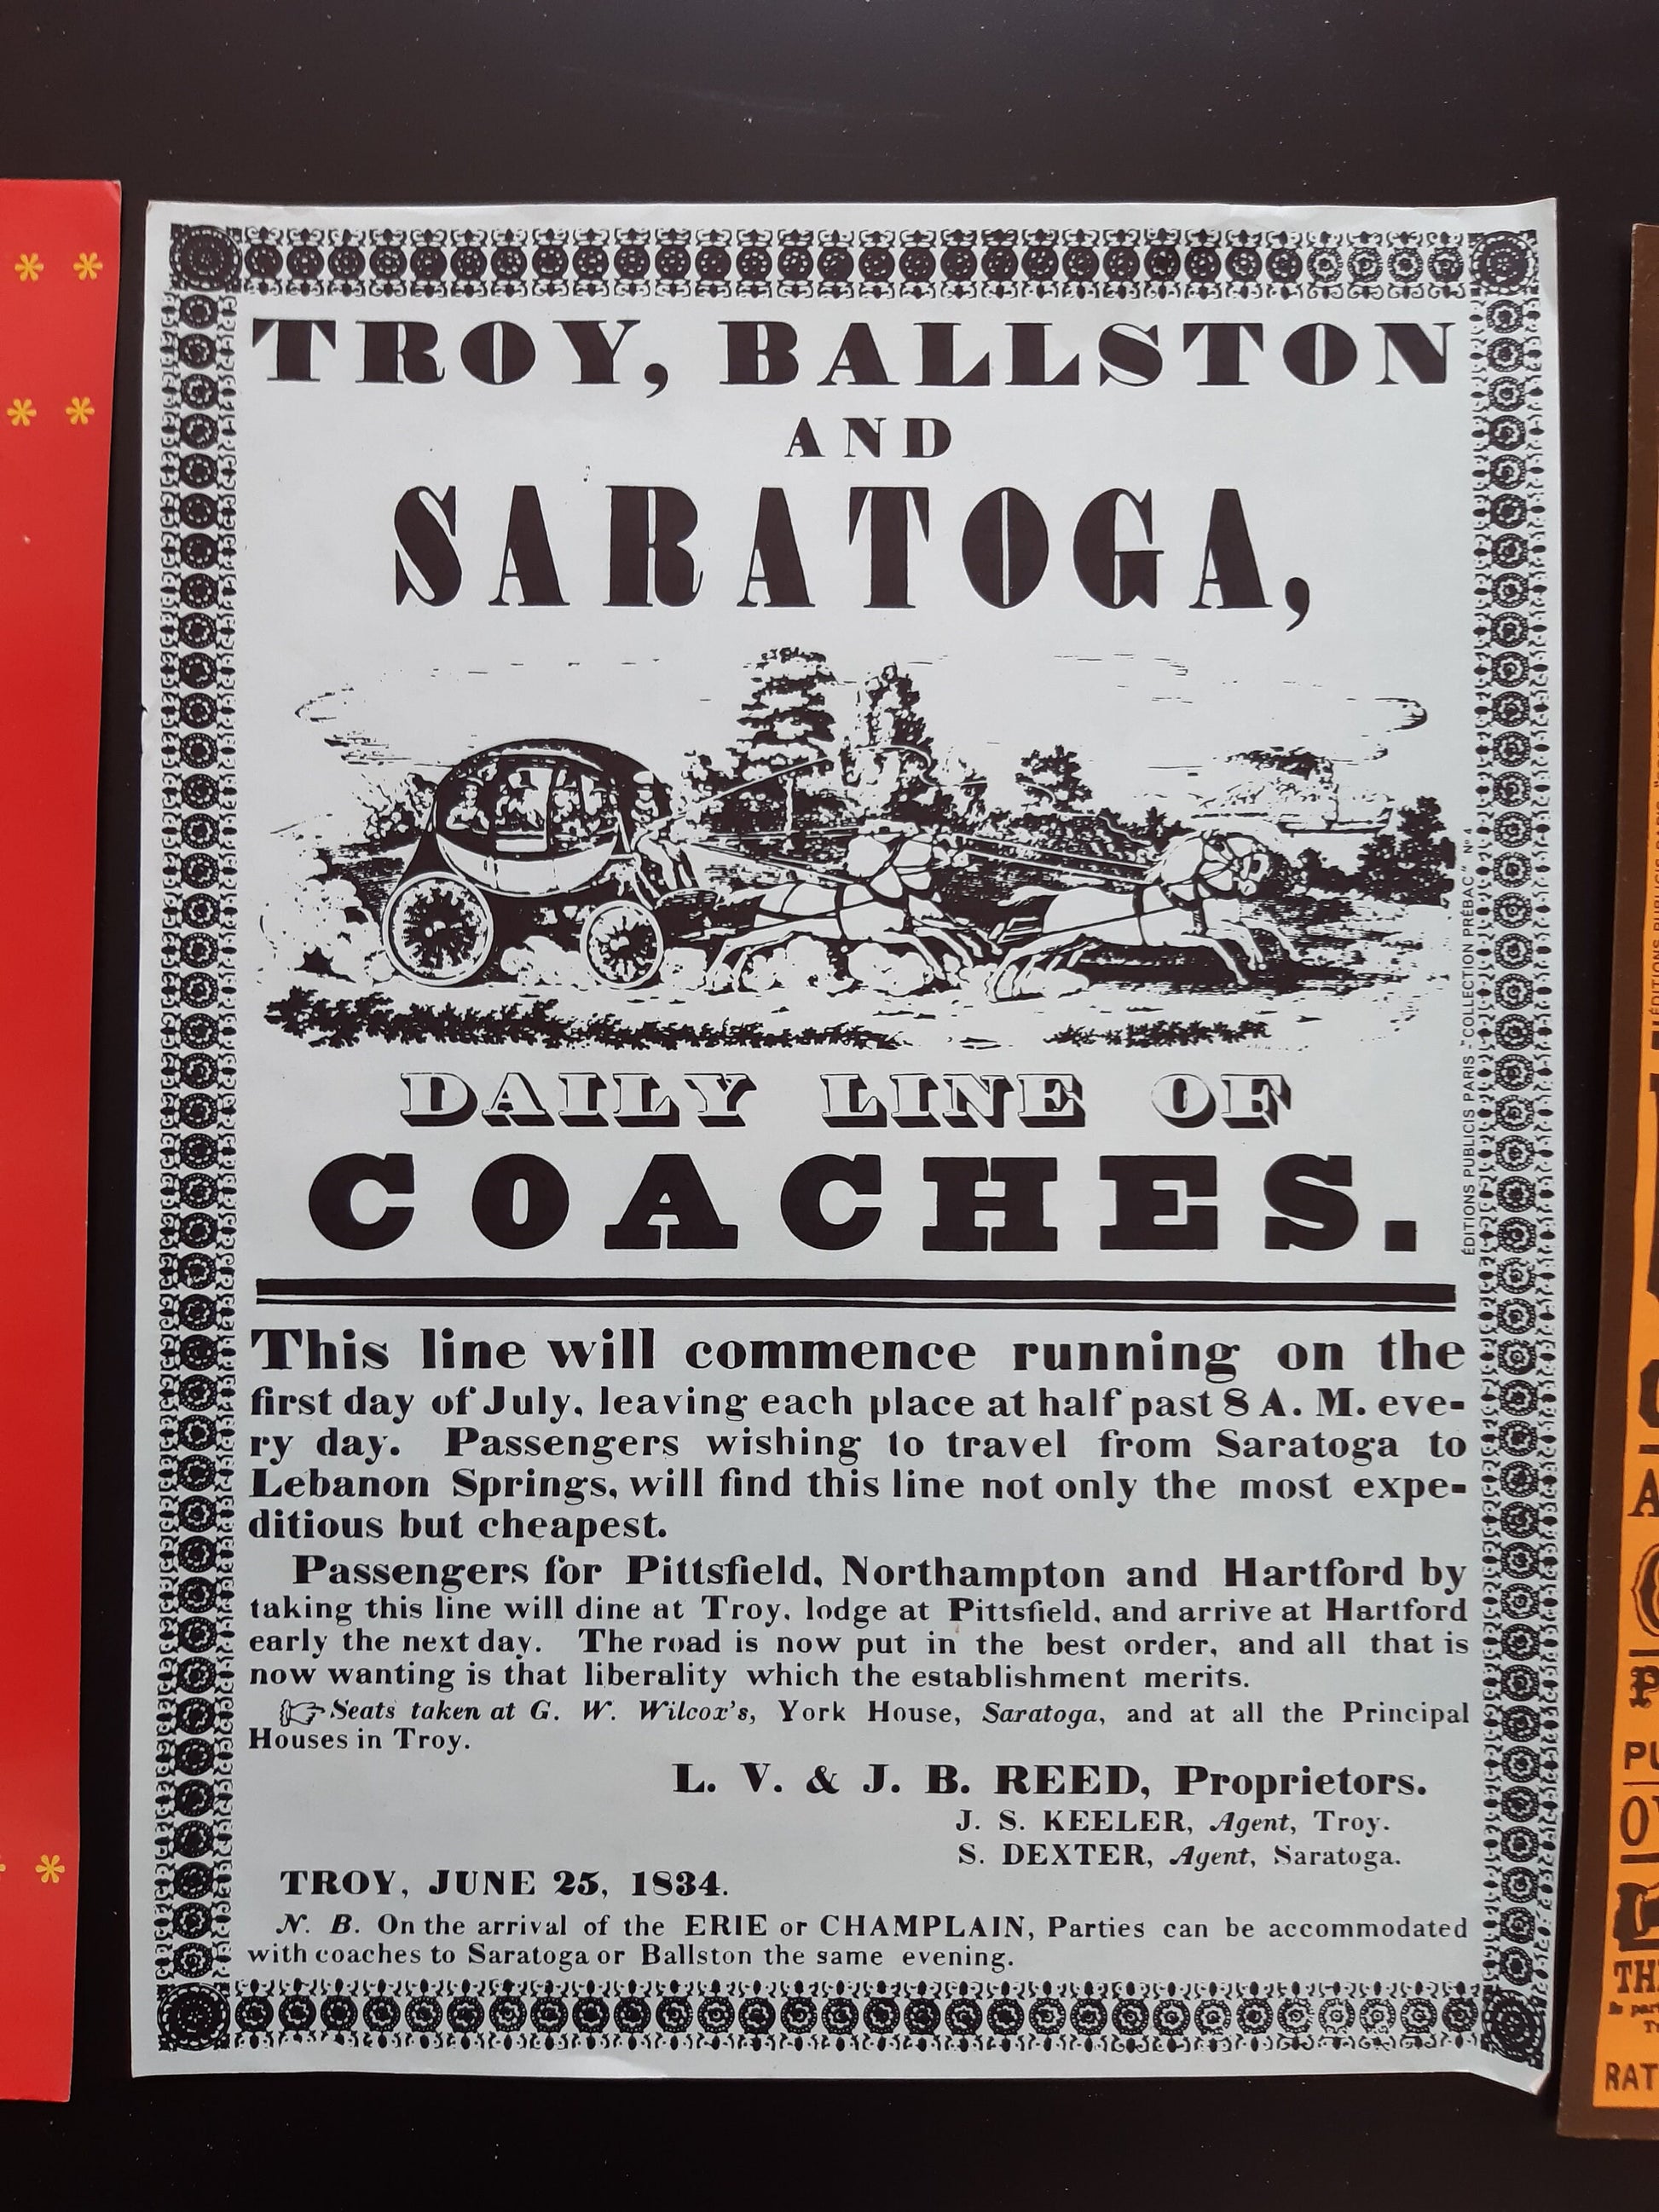 TROY, BALLSTON
AND
SARATOGA,
DAILY LINE OF
COACHES.
ÉDITIONS PUBLICIS PARIS - "COLLECTION PRÉBAC" N° 4
This line will commence running on the
first day of July, leaving each place at half past 8 A. M. eve-
ry day. Passengers wishing to travel from Saratoga to
Lebanon Springs, will find this line not only the most expe-
ditious but cheapest.
Passengers for Pittsfield, Northampton and Hartford by
taking this line will dine at Troy, lodge at Pittsfield, and arrive at Hartford
early the next day. The road is now put in the best order, and all that is
now wanting is that liberality which the establishment merits.
Seats taken at G. W. Wilcox's, York House, Saratoga, and at all the Principal
Houses in Troy.
L. V. & J. B. REED, Proprietors.
J. S. KEELER, Agent, Troy.
S. DEXTER, Agent, Saratoga.
TROY, JUNE 25, 1834.
N. B. On the arrival of the ERIE or CHAMPLAIN, Parties can be accommodated
with coaches to Saratoga or Ballston the same evening.